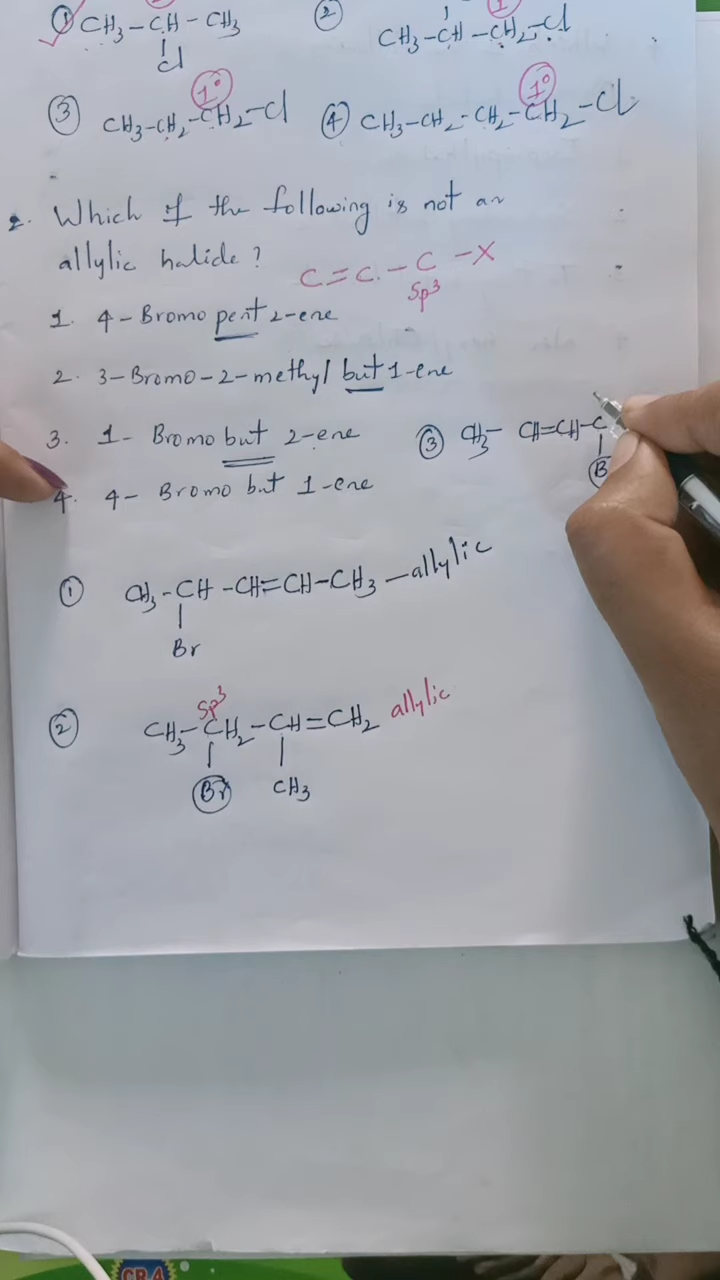 ① CH3-CH-CH3 ② CH3-CH-CH2-Cl
Cl
1°
1°
③ CH3-CH2-CH2-Cl ④ CH3-CH2-CH2-CH2-Cl
2. Which of the following is not an
allylic halide? C=C-C-X
Sp3
1. 4-Bromo pent 2-ene
2. 3-Bromo-2-methyl but 1-ene
3. 1- Bromo but 2-ene ③ CH3- CH=CH-C
B
4. 4- Bromo but 1-ene
① CH3-CH-CH=CH-CH3-allylic
Br
Sp3
② CH3-CH2-CH=CH2 allylic
Br CH3
CR4